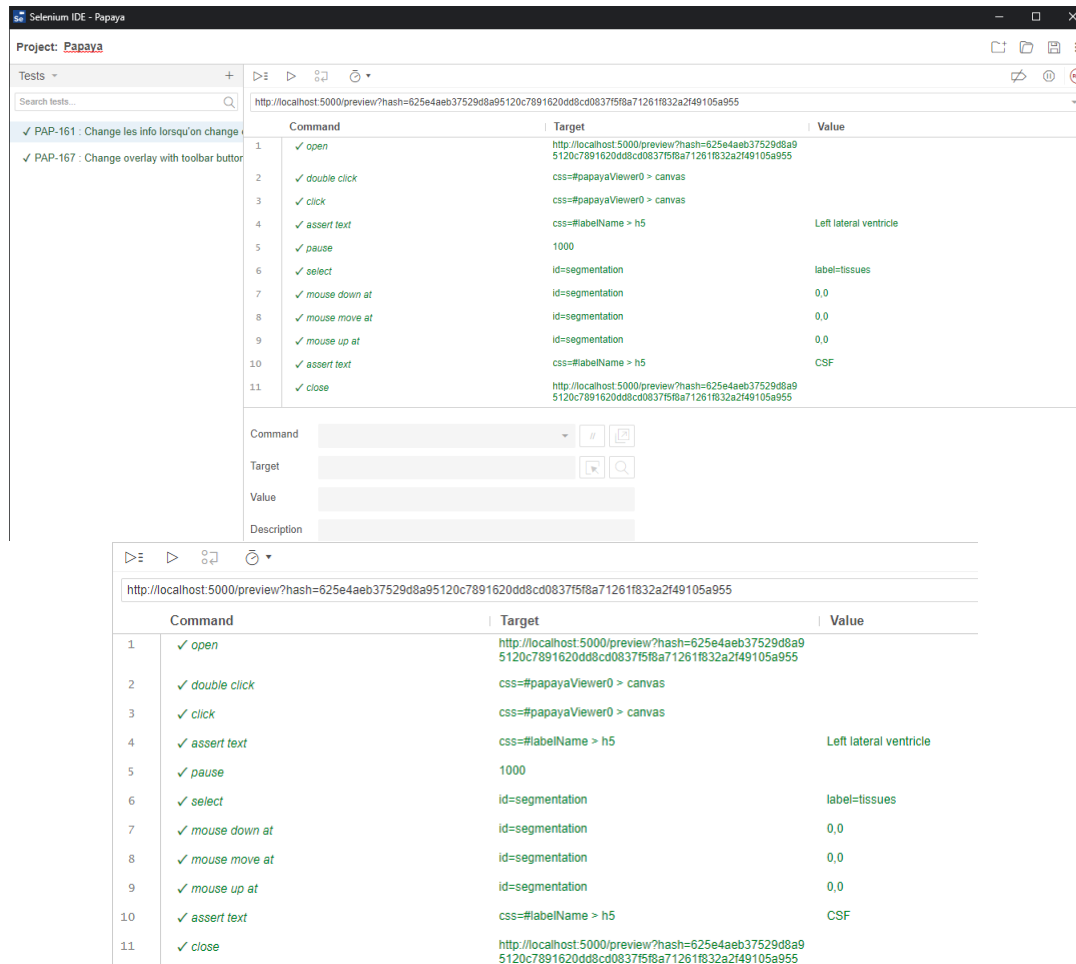 Selenium IDE - Papaya
Project: Papaya
Tests
Search tests...
✓ PAP-161 : Change les info lorsqu'on change
✓ PAP-167 : Change overlay with toolbar button
http://localhost:5000/preview?hash=625e4aeb37529d8a95120c7891620dd8cd0837f5f8a71261f832a2f49105a955
Command Target Value
1 ✓ open http://localhost:5000/preview?hash=625e4aeb37529d8a9
5120c7891620dd8cd0837f5f8a71261f832a2f49105a955
2 ✓ double click css=#papayaViewer0 > canvas
3 ✓ click css=#papayaViewer0 > canvas
4 ✓ assert text css=#labelName > h5 Left lateral ventricle
5 ✓ pause 1000
6 ✓ select id=segmentation label=tissues
7 ✓ mouse down at id=segmentation 0,0
8 ✓ mouse move at id=segmentation 0,0
9 ✓ mouse up at id=segmentation 0,0
10 ✓ assert text css=#labelName > h5 CSF
11 ✓ close http://localhost:5000/preview?hash=625e4aeb37529d8a9
5120c7891620dd8cd0837f5f8a71261f832a2f49105a955
Command
//
Target
Value
Description
http://localhost:5000/preview?hash=625e4aeb37529d8a95120c7891620dd8cd0837f5f8a71261f832a2f49105a955
Command Target Value
1 ✓ open http://localhost:5000/preview?hash=625e4aeb37529d8a9
5120c7891620dd8cd0837f5f8a71261f832a2f49105a955
2 ✓ double click css=#papayaViewer0 > canvas
3 ✓ click css=#papayaViewer0 > canvas
4 ✓ assert text css=#labelName > h5 Left lateral ventricle
5 ✓ pause 1000
6 ✓ select id=segmentation label=tissues
7 ✓ mouse down at id=segmentation 0,0
8 ✓ mouse move at id=segmentation 0,0
9 ✓ mouse up at id=segmentation 0,0
10 ✓ assert text css=#labelName > h5 CSF
11 ✓ close http://localhost:5000/preview?hash=625e4aeb37529d8a9
5120c7891620dd8cd0837f5f8a71261f832a2f49105a955